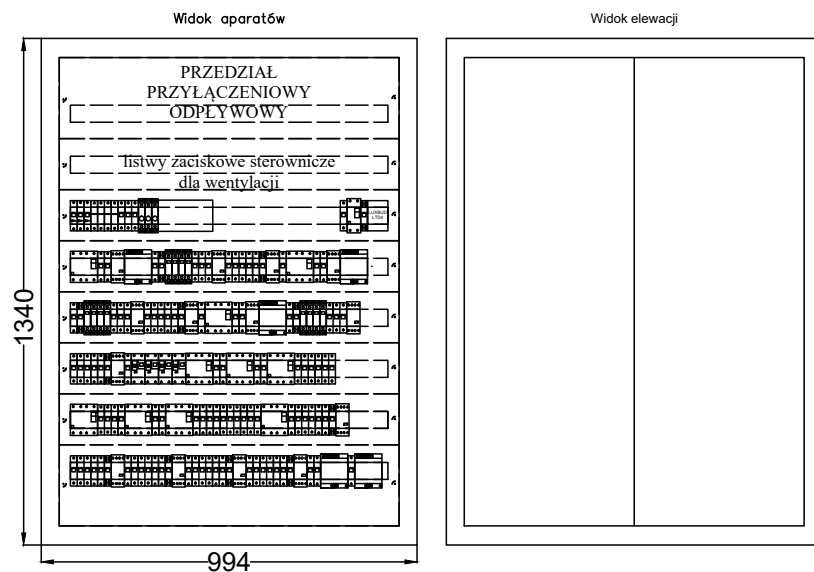 Widok aparatów
Widok elewacji
PRZEDZIAŁ
PRZYŁĄCZENIOWY
ODPŁYWOWY
listwy zaciskowe sterownicze
dla wentylacji
1340
994